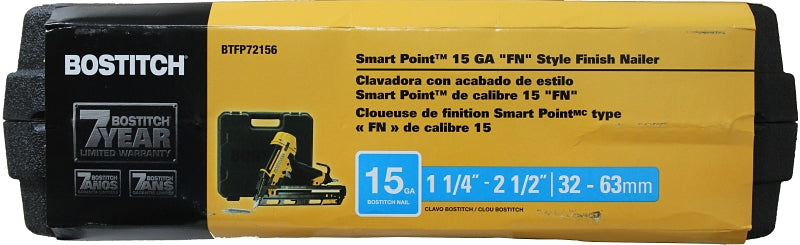 BOSTITCH®
7
BOSTITCH
YEAR
LIMITED WARRANTY
7 BOSTITCH
AÑOS
7 BOSTITCH
ANS
BTFP72156
BOSTITCH
Smart Point™ 15 GA "FN" Style Finish Nailer
Clavadora con acabado de estilo
Smart Point™ de calibre 15 "FN"
Cloueuse de finition Smart Pointᴹᶜ type
« FN » de calibre 15
15 GA
BOSTITCH NAIL
1 1/4" - 2 1/2" | 32 - 63mm
CLAVO BOSTITCH / CLOU BOSTITCH